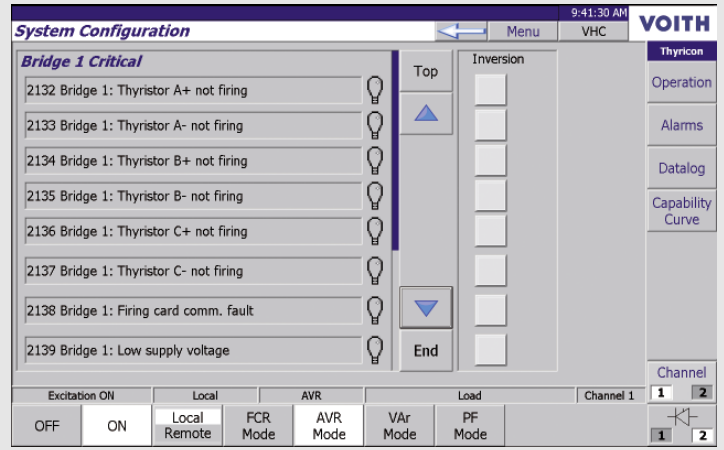 9:41:30 AM
System Configuration
Menu
VHC
VOITH
Thyricon
Bridge 1 Critical
Top
Inversion
2132 Bridge 1: Thyristor A+ not firing
2133 Bridge 1: Thyristor A- not firing
2134 Bridge 1: Thyristor B+ not firing
2135 Bridge 1: Thyristor B- not firing
2136 Bridge 1: Thyristor C+ not firing
2137 Bridge 1: Thyristor C- not firing
2138 Bridge 1: Firing card comm. fault
2139 Bridge 1: Low supply voltage
End
Operation
Alarms
Datalog
Capability
Curve
Channel
1 2
Excitation ON
Local
AVR
Load
Channel 1
OFF
ON
Local
Remote
FCR
Mode
AVR
Mode
VAr
Mode
PF
Mode
1 2